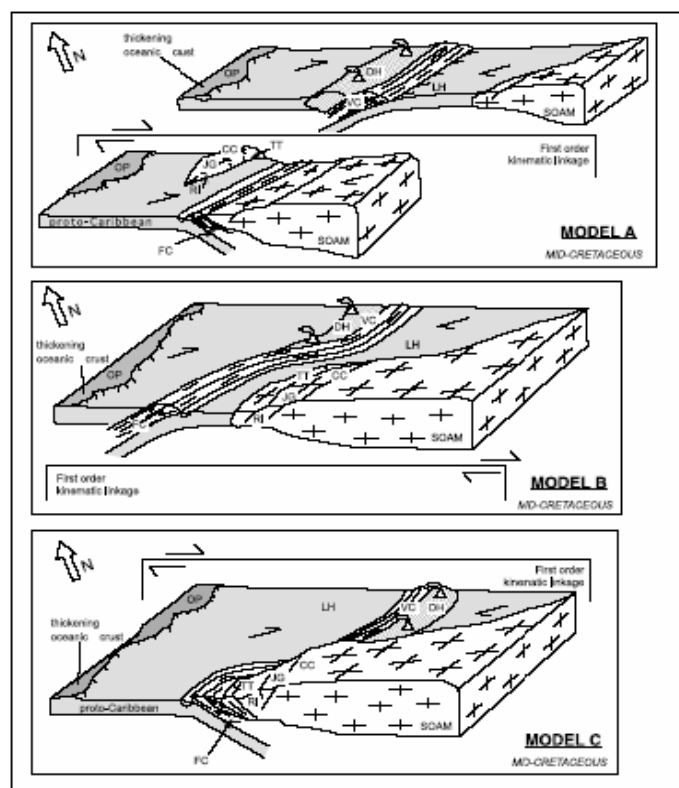 N
thickening
oceanic cust
OP
DH
VC
LH
SOAM
First order
kinematic linkage
OP
CC
TT
JG
RI
proto-Caribbean
SOAM
FC
MODEL A
MID-CRETACEOUS
N
thickening
oceanic crust
OP
DH
VC
LH
TT
CC
JG
FC
RI
SOAM
First order
kinematic linkage
MODEL B
MID-CRETACEOUS
N
First order
kinematic linkage
OP
LH
VC
DH
thickening
oceanic crust
CC
TT
JG
RI
proto-Caribbean
SOAM
FC
MODEL C
MID-CRETACEOUS